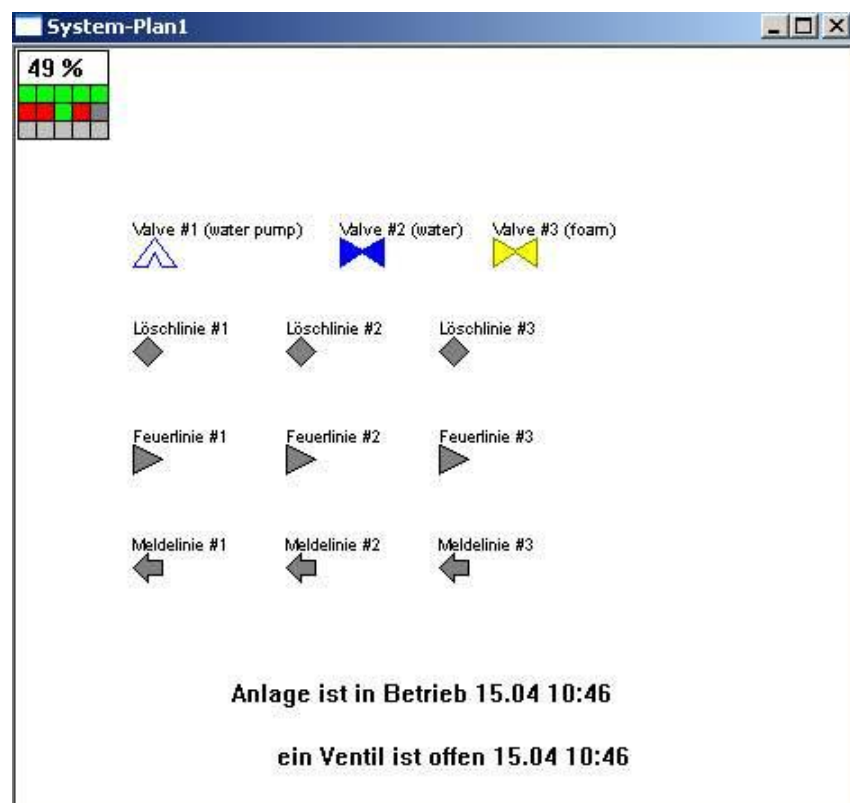 System-Plan1
49 %
Valve #1 (water pump) Valve #2 (water) Valve #3 (foam)
Löschlinie #1 Löschlinie #2 Löschlinie #3
Feuerlinie #1 Feuerlinie #2 Feuerlinie #3
Meldelinie #1 Meldelinie #2 Meldelinie #3
Anlage ist in Betrieb 15.04 10:46
ein Ventil ist offen 15.04 10:46